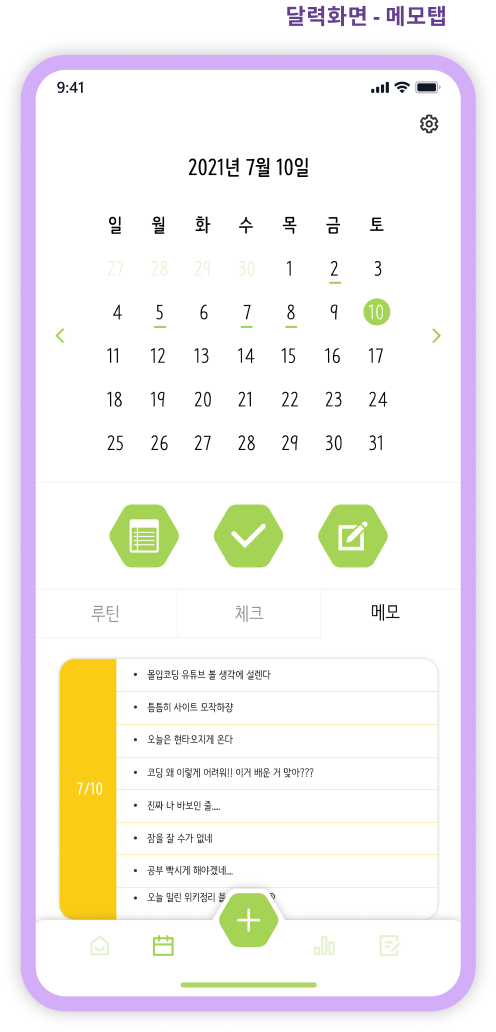 달력화면 - 메모탭
9:41
2021년 7월 10일
일 월 화 수 목 금 토
27 28 29 30 1 2 3
4 5 6 7 8 9 10
11 12 13 14 15 16 17
18 19 20 21 22 23 24
25 26 27 28 29 30 31
루틴 체크 메모
7/10
• 몰입코딩 유튜브 볼 생각에 설렌다
• 틈틈히 사이트 모작하쟝
• 오늘은 현타오지게 온다
• 코딩 왜 이렇게 어려워!! 이거 배운 거 맞아???
• 진짜 나 바보인 줄....
• 잠을 잘 수가 없네
• 공부 빡시게 해야겠네...
• 오늘 밀린 위키정리